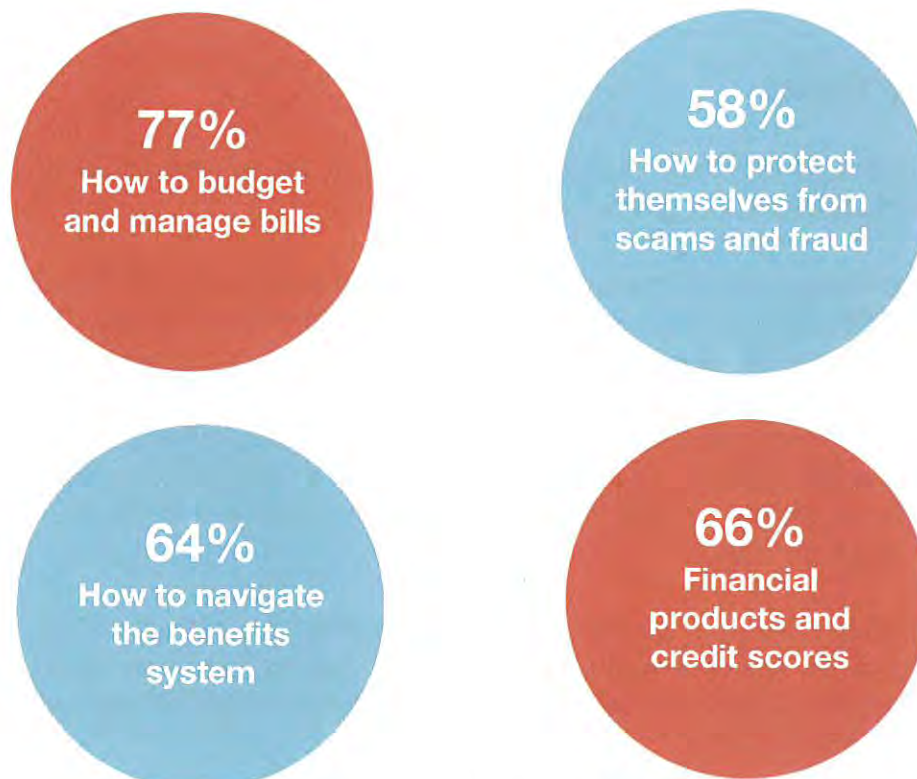 77%
How to budget
and manage bills
58%
How to protect
themselves from
scams and fraud
64%
How to navigate
the benefits
system
66%
Financial
products and
credit scores